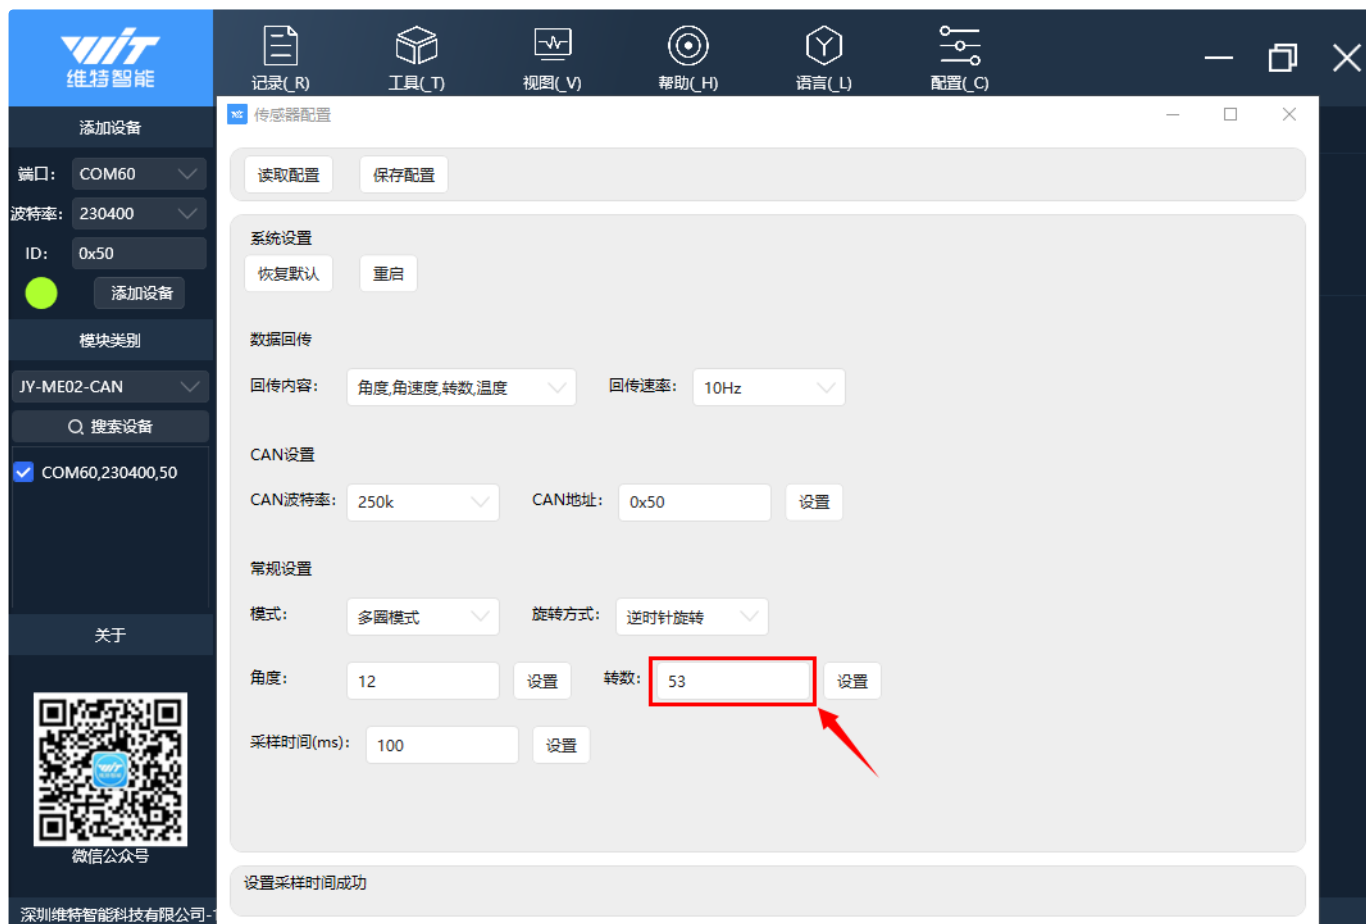 WIT
维特智能
记录(_R) 工具(_T) 视图(_V) 帮助(_H) 语言(_L) 配置(_C)
添加设备
端口: COM60
波特率: 230400
ID: 0x50
添加设备
模块类别
JY-ME02-CAN
搜索设备
COM60,230400,50
关于
微信公众号
深圳维特智能科技有限公司-
传感器配置
读取配置 保存配置
系统设置
恢复默认 重启
数据回传
回传内容: 角度,角速度,转数,温度 回传速率: 10Hz
CAN设置
CAN波特率: 250k CAN地址: 0x50 设置
常规设置
模式: 多圈模式 旋转方式: 逆时针旋转
角度: 12 设置 转数: 53 设置
采样时间(ms): 100 设置
设置采样时间成功